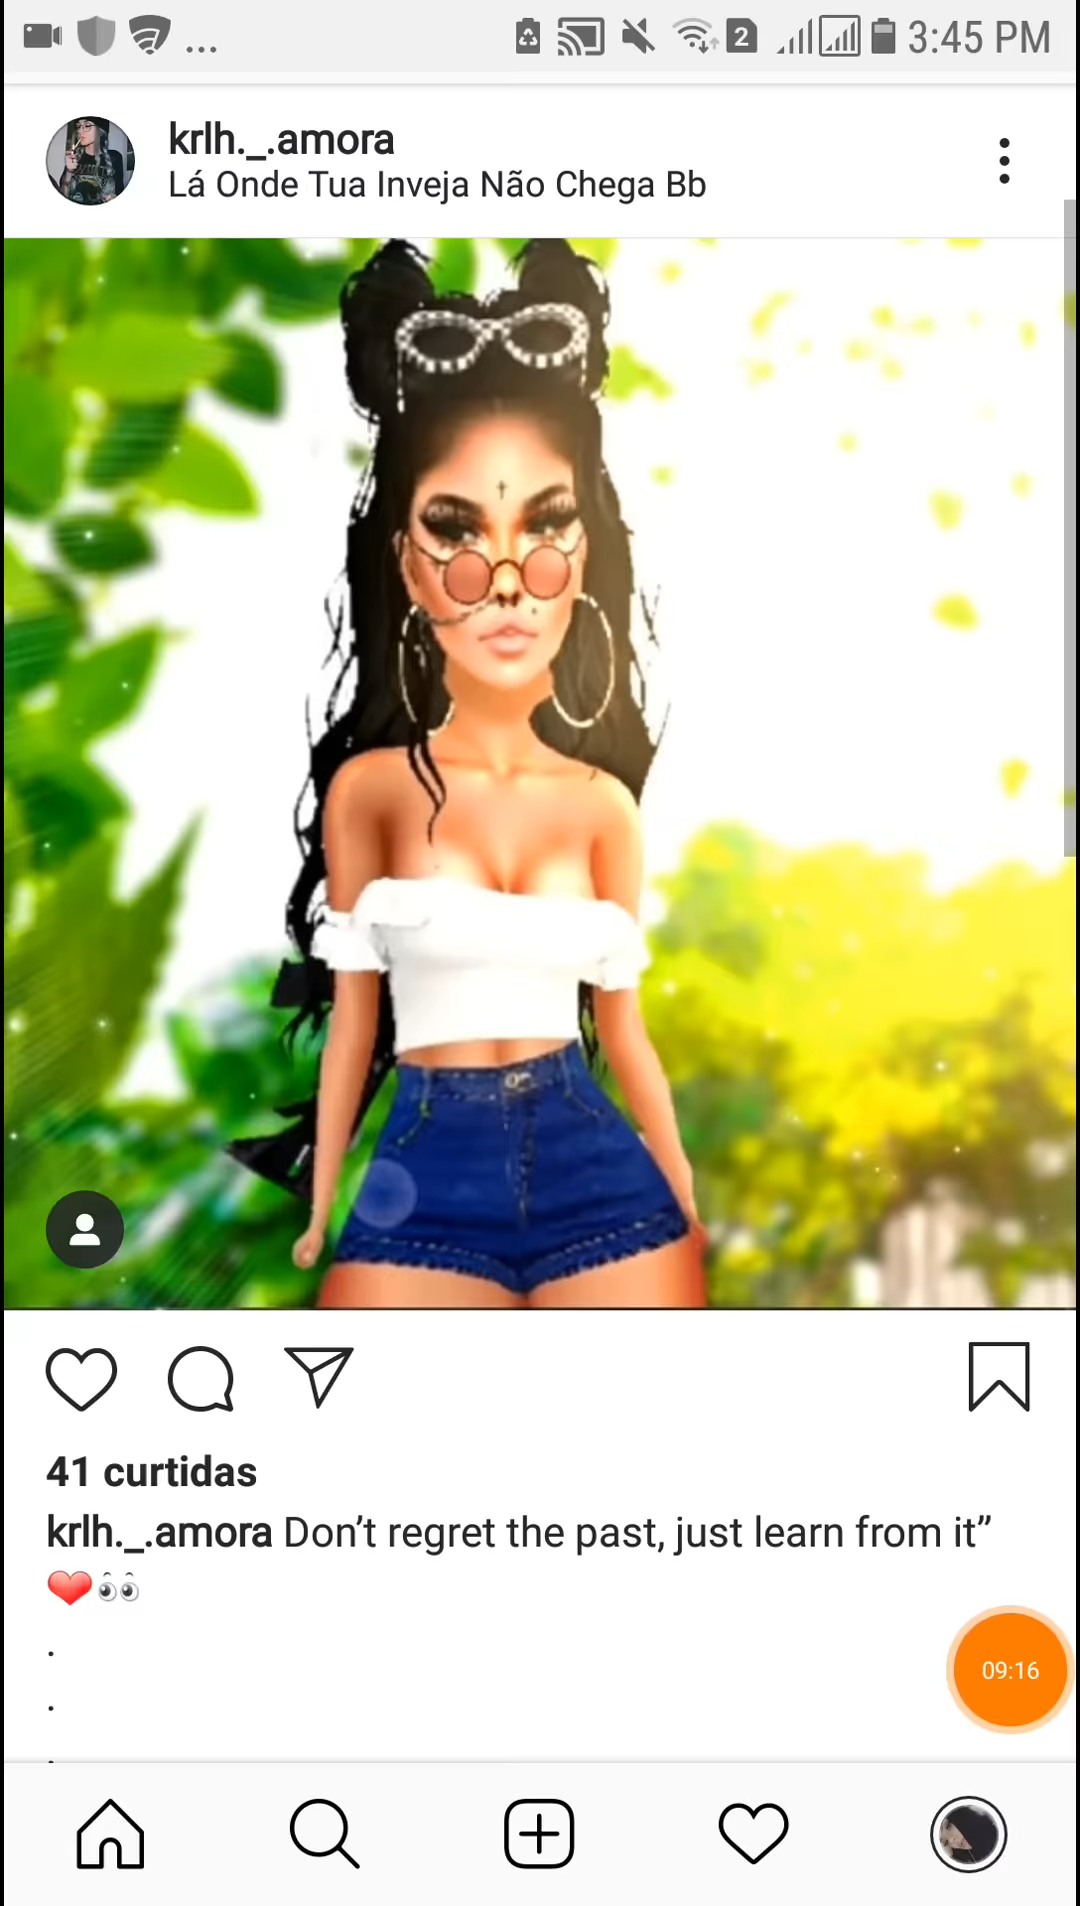 ... 2 3:45 PM
krlh._.amora
Lá Onde Tua Inveja Não Chega Bb
41 curtidas
krlh._.amora Don’t regret the past, just learn from it”
❤️👀
.
.
.
09:16